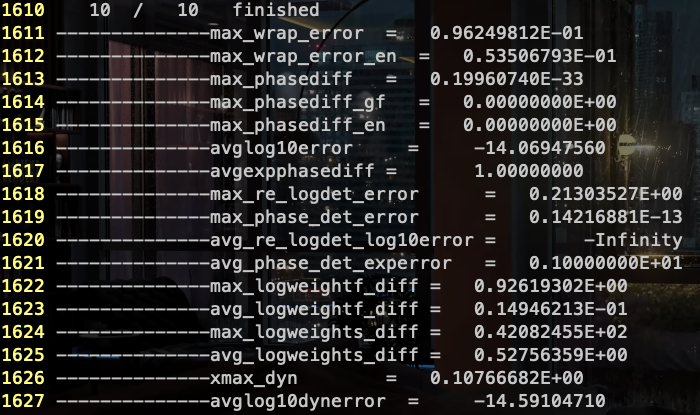 1610    10  /   10   finished
1611 ——————————————max_wrap_error  =   0.96249812E-01
1612 ——————————————max_wrap_error_en  =   0.53506793E-01
1613 ——————————————max_phasediff   =   0.19960740E-33
1614 ——————————————max_phasediff_gf   =   0.00000000E+00
1615 ——————————————max_phasediff_en   =   0.00000000E+00
1616 ——————————————avglog10error     =     -14.06947560
1617 ——————————————avgexpphasediff =       1.00000000
1618 ——————————————max_re_logdet_error      =   0.21303527E+00
1619 ——————————————max_phase_det_error      =   0.14216881E-13
1620 ——————————————avg_re_logdet_log10error =        -Infinity
1621 ——————————————avg_phase_det_experror   =   0.10000000E+01
1622 ——————————————max_logweightf_diff =   0.92619302E+00
1623 ——————————————avg_logweightf_diff =   0.14946213E-01
1624 ——————————————max_logweights_diff =   0.42082455E+02
1625 ——————————————avg_logweights_diff =   0.52756359E+00
1626 ——————————————xmax_dyn        =   0.10766682E+00
1627 ——————————————avglog10dynerror  =     -14.59104710